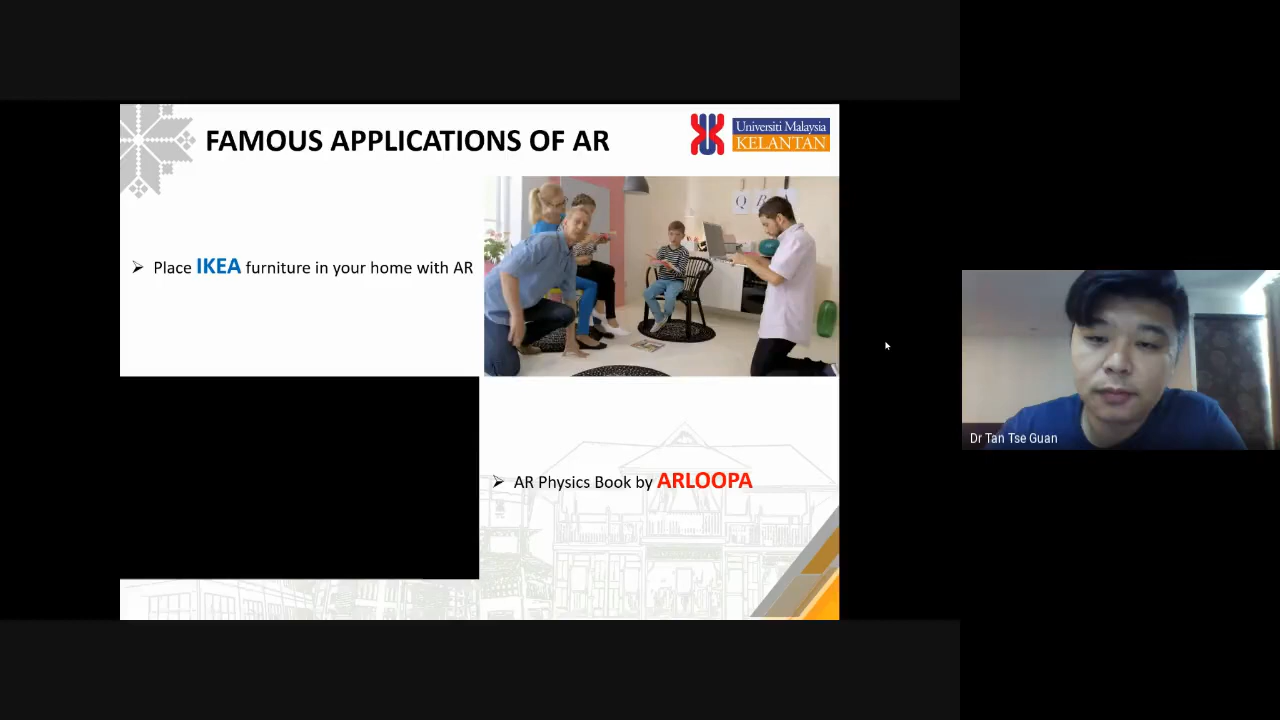 FAMOUS APPLICATIONS OF AR
Universiti Malaysia
KELANTAN
➢ Place IKEA furniture in your home with AR
➢ AR Physics Book by ARLOOPA
Dr Tan Tse Guan